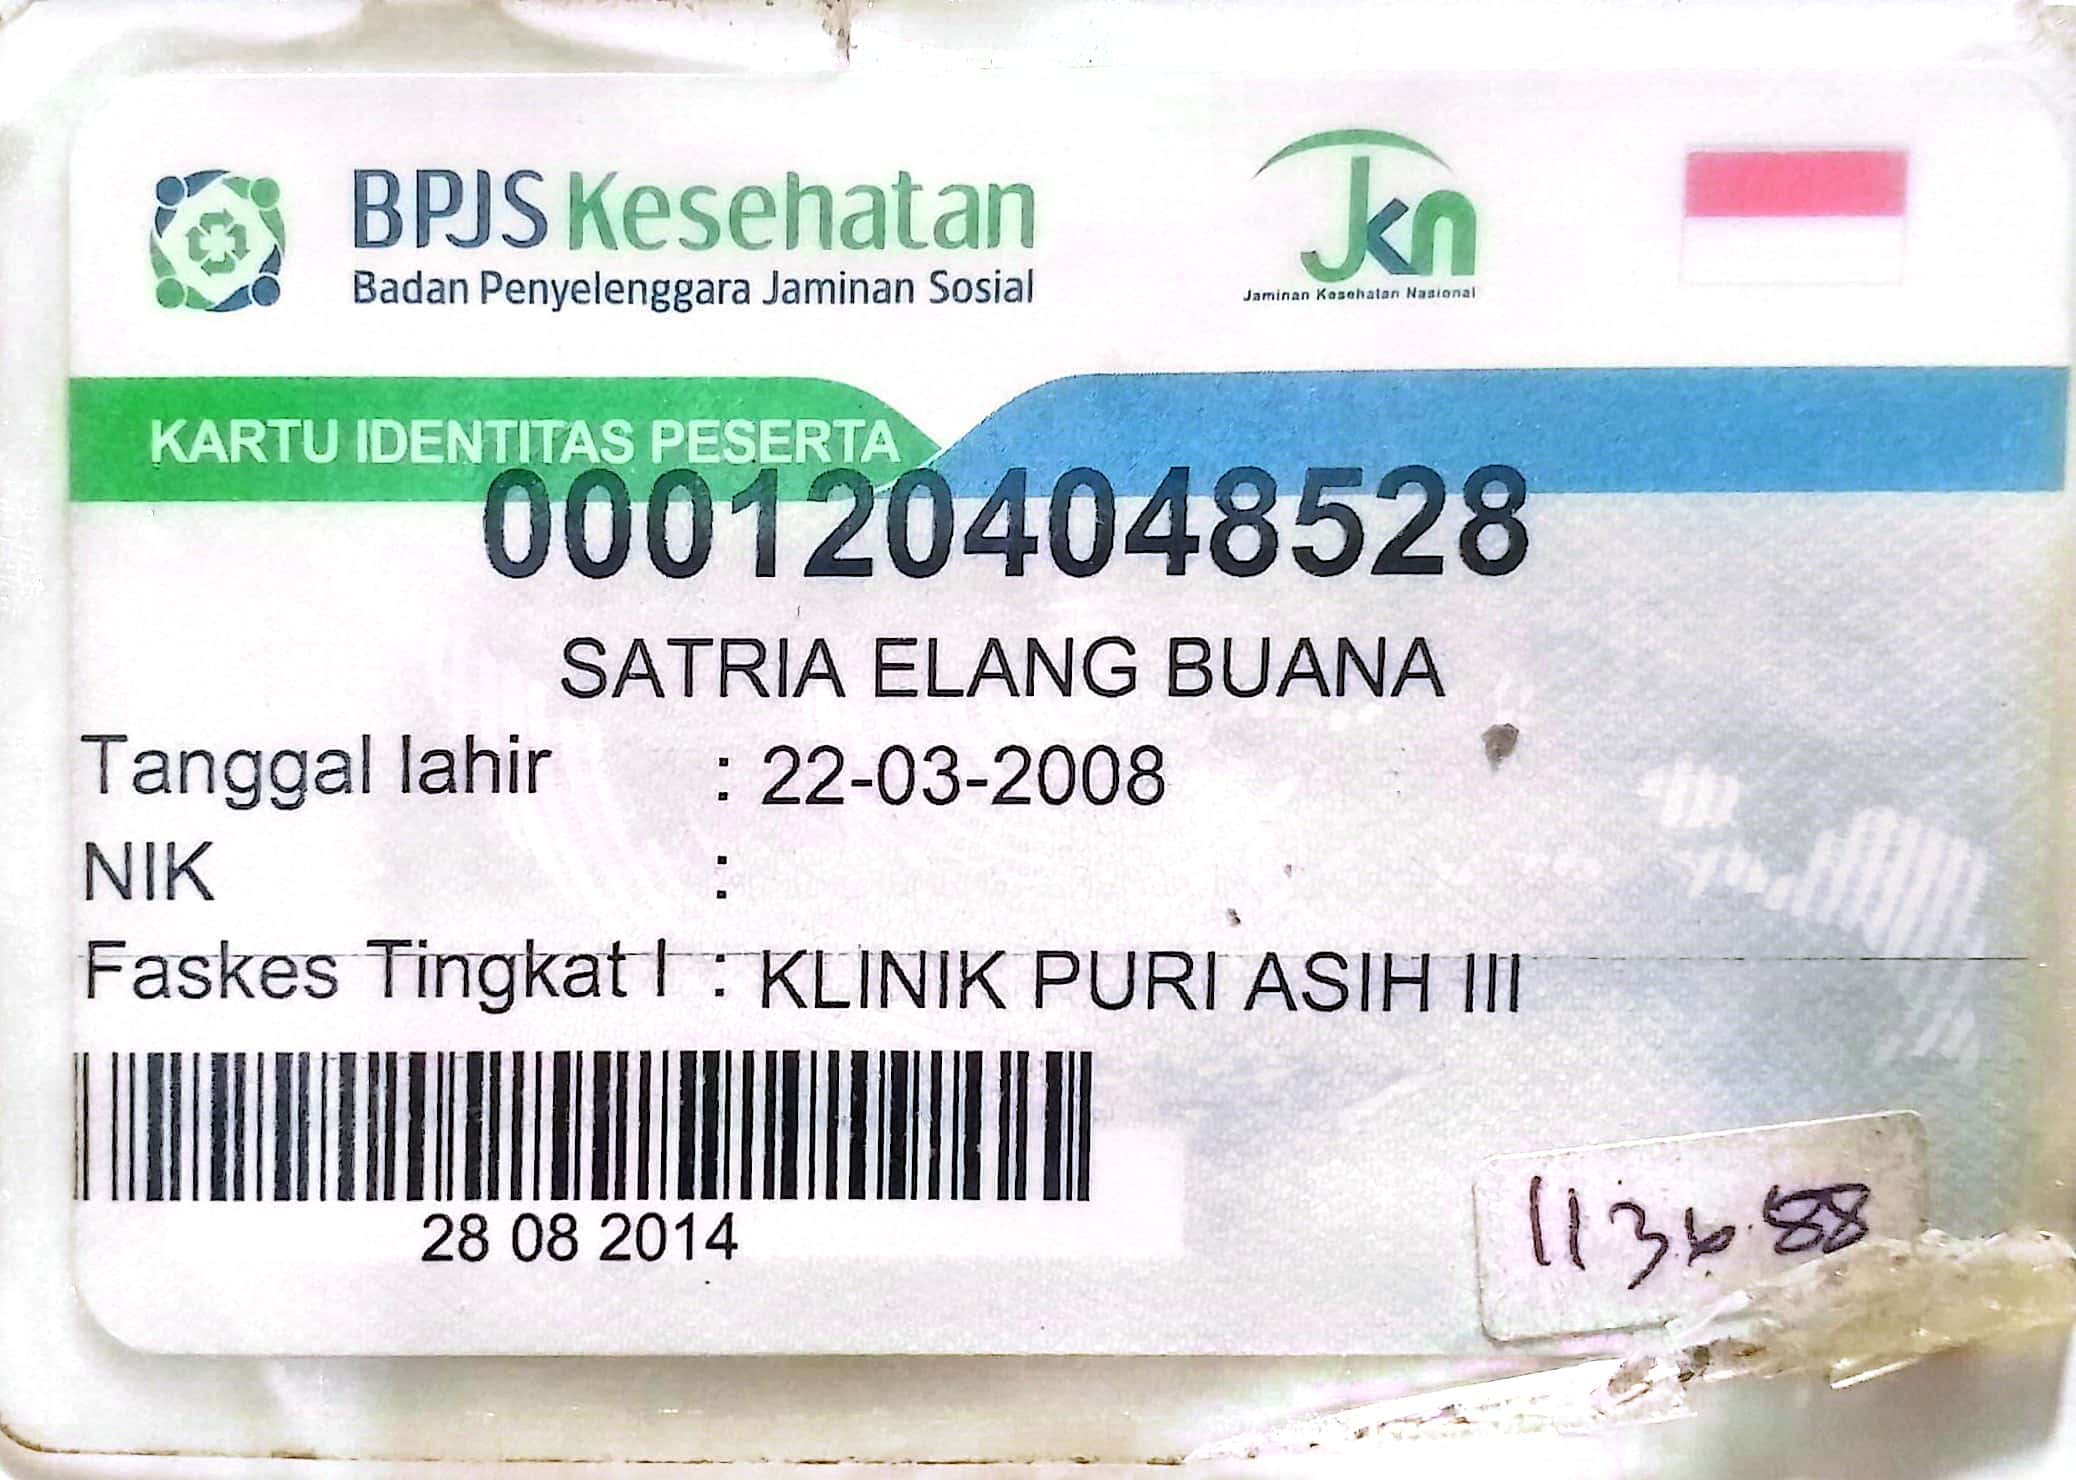 BPJS Kesehatan
Badan Penyelenggara Jaminan Sosial
Jkn
Jaminan Kesehatan Nasional
KARTU IDENTITAS PESERTA
0001204048528
SATRIA ELANG BUANA
Tanggal lahir : 22-03-2008
NIK :
Faskes Tingkat I : KLINIK PURI ASIH III
28 08 2014
113688